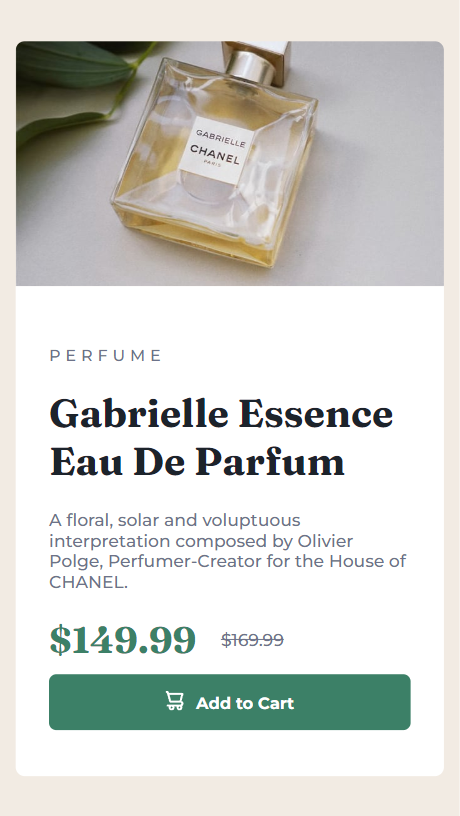 GABRIELLE
CHANEL
PARIS
PERFUME
Gabrielle Essence
Eau De Parfum
A floral, solar and voluptuous
interpretation composed by Olivier
Polge, Perfumer-Creator for the House of
CHANEL.
$149.99 $169.99
Add to Cart